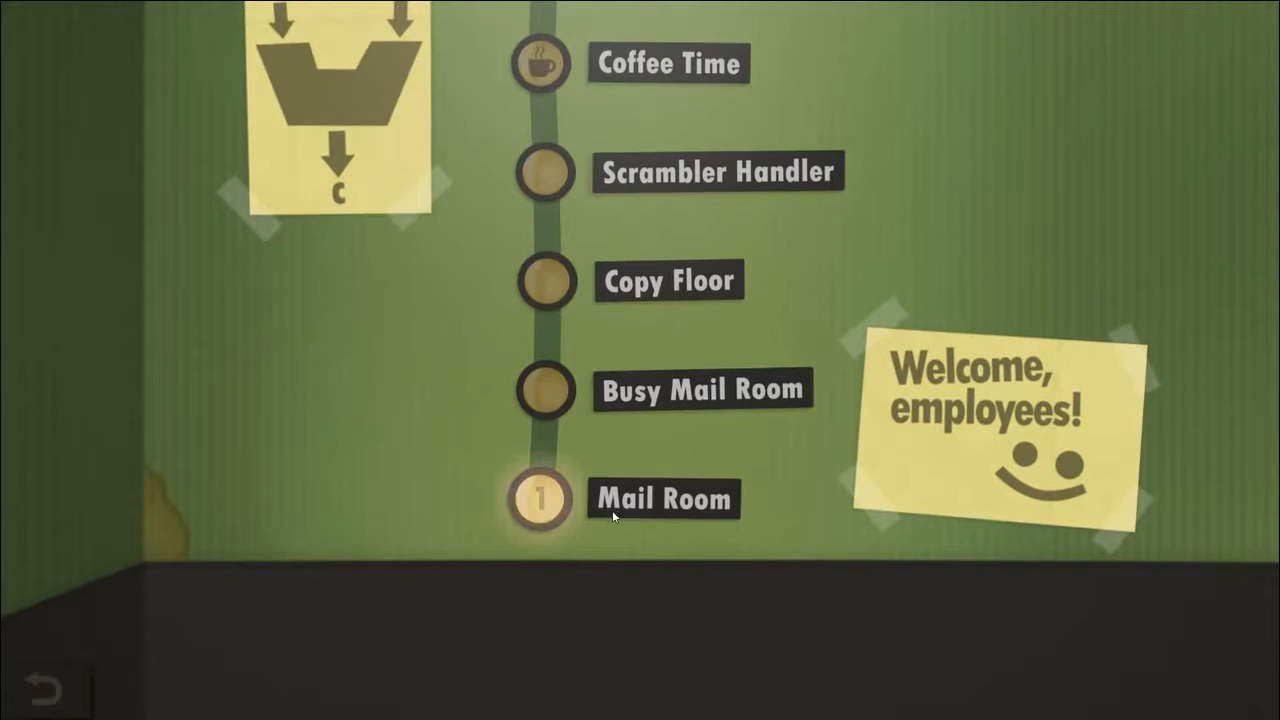 Coffee Time
Scrambler Handler
C
Copy Floor
Welcome,
employees!
Busy Mail Room
1
Mail Room